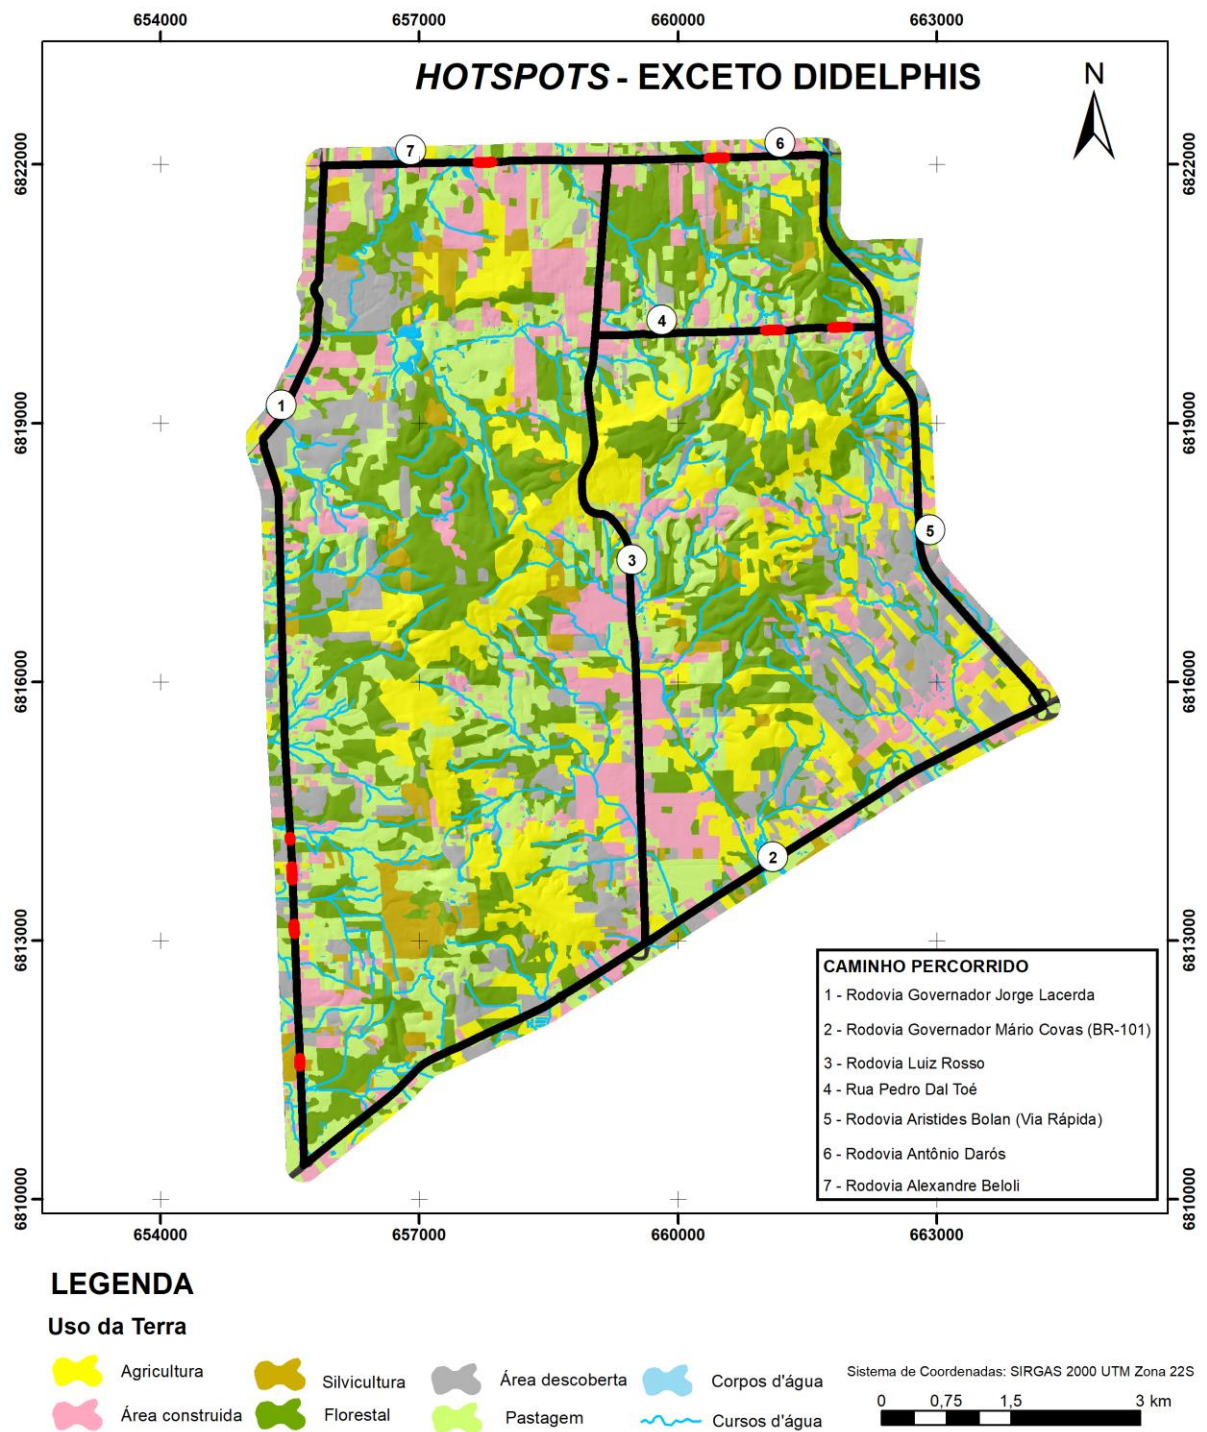 654000 657000 660000 663000
HOTSPOTS - EXCETO DIDELPHIS
N
7
6
6822000
6822000
4
1
6819000
6819000
5
3
6816000
6816000
2
6813000
6813000
CAMINHO PERCORRIDO
1 - Rodovia Governador Jorge Lacerda
2 - Rodovia Governador Mário Covas (BR-101)
3 - Rodovia Luiz Rosso
4 - Rua Pedro Dal Toé
5 - Rodovia Aristides Bolan (Via Rápida)
6 - Rodovia Antônio Darós
7 - Rodovia Alexandre Beloli
6810000
6810000
654000 657000 660000 663000
LEGENDA
Uso da Terra
Agricultura Silvicultura Área descoberta Corpos d'água
Área construida Florestal Pastagem Cursos d'água
Sistema de Coordenadas: SIRGAS 2000 UTM Zona 22S
0 0,75 1,5 3 km